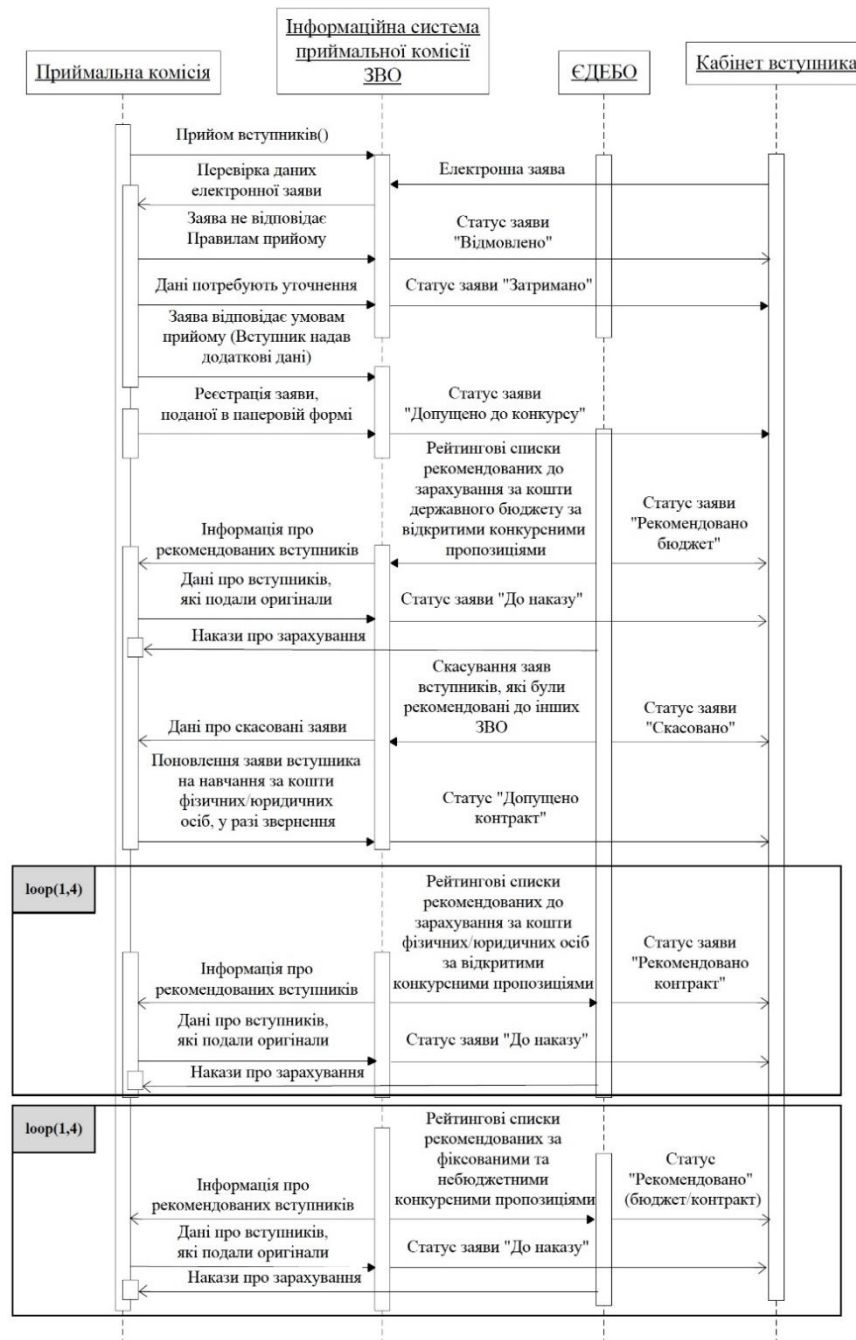 Приймальна комісія
Інформаційна система
приймальної комісії
ЗВО
ЄДЕБО
Кабінет вступника
Прийом вступників()
Перевірка даних
електронної заяви
Електронна заява
Заява не відповідає
Правилам прийому
Статус заяви
"Відмовлено"
Дані потребують уточнення
Статус заяви "Затримано"
Заява відповідає умовам
прийому (Вступник надав
додаткові дані)
Реєстрація заяви,
поданої в паперовій формі
Статус заяви
"Допущено до конкурсу"
Рейтингові списки
рекомендованих до
зарахування за кошти
державного бюджету за
відкритими конкурсними
пропозиціями
Статус заяви
"Рекомендовано
бюджет"
Інформація про
рекомендованих вступників
Дані про вступників,
які подали оригінали
Статус заяви "До наказу"
Накази про зарахування
Скасування заяв
вступників, які були
рекомендовані до інших
ЗВО
Статус заяви
"Скасовано"
Дані про скасовані заяви
Поновлення заяви вступника
на навчання за кошти
фізичних/юридичних
осіб, у разі звернення
Статус "Допущено
контракт"
loop(1,4)
Рейтингові списки
рекомендованих до
зарахування за кошти
фізичних/юридичних осіб
за відкритими
конкурсними пропозиціями
Статус заяви
"Рекомендовано
контракт"
Інформація про
рекомендованих вступників
Дані про вступників,
які подали оригінали
Статус заяви "До наказу"
Накази про зарахування
loop(1,4)
Рейтингові списки
рекомендованих за
фіксованими та
небюджетними
конкурсними пропозиціями
Статус
"Рекомендовано"
(бюджет/контракт)
Інформація про
рекомендованих вступників
Дані про вступників,
які подали оригінали
Статус заяви "До наказу"
Накази про зарахування